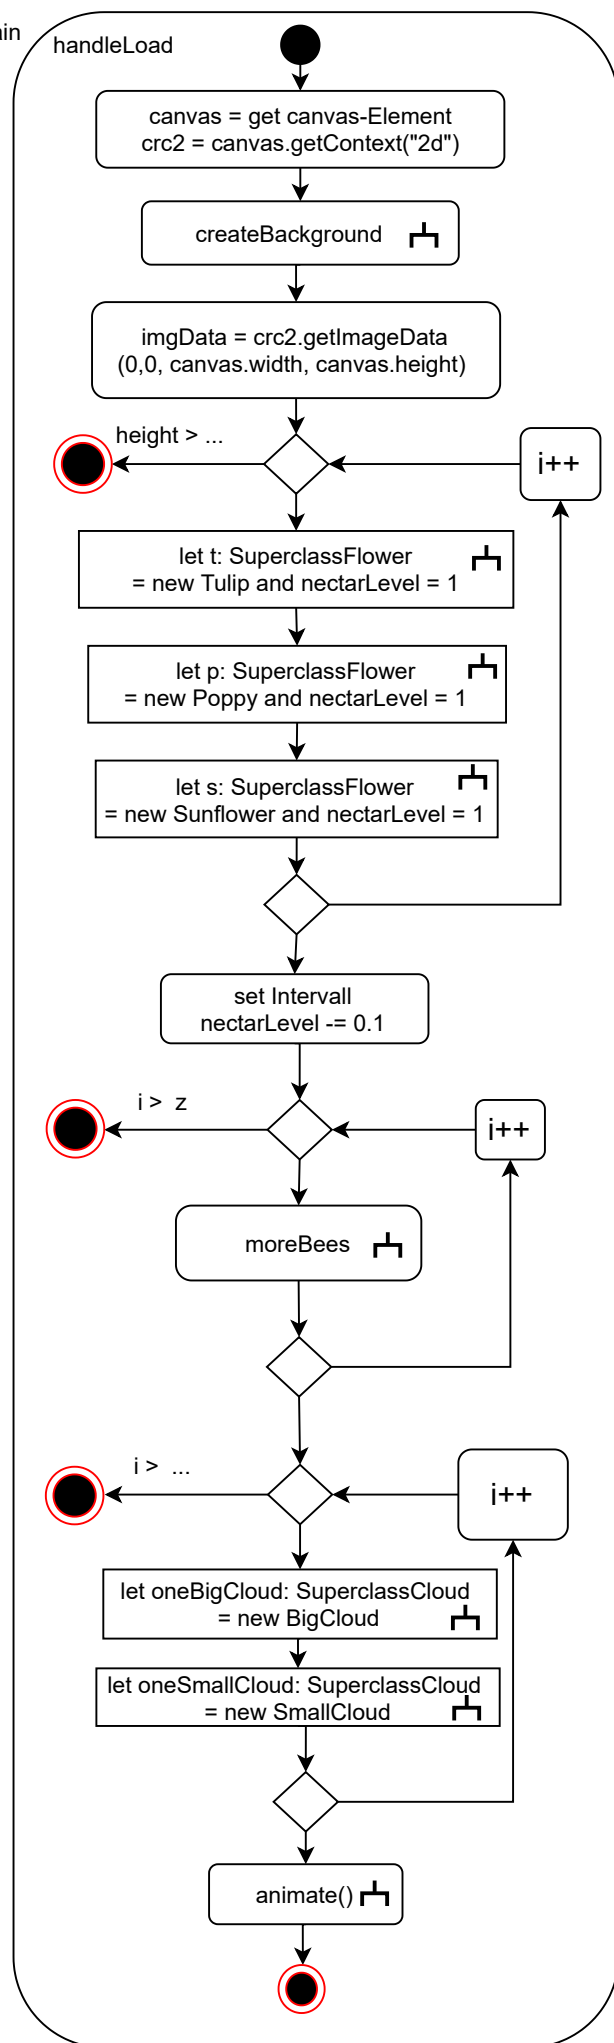 handleLoad
canvas = get canvas-Element
crc2 = canvas.getContext("2d")
createBackground
imgData = crc2.getImageData
(0,0, canvas.width, canvas.height)
height > ...
i++
let t: SuperclassFlower
= new Tulip and nectarLevel = 1
let p: SuperclassFlower
= new Poppy and nectarLevel = 1
let s: SuperclassFlower
= new Sunflower and nectarLevel = 1
set Intervall
nectarLevel -= 0.1
i > z
i++
moreBees
i > ...
i++
let oneBigCloud: SuperclassCloud
= new BigCloud
let oneSmallCloud: SuperclassCloud
= new SmallCloud
animate()